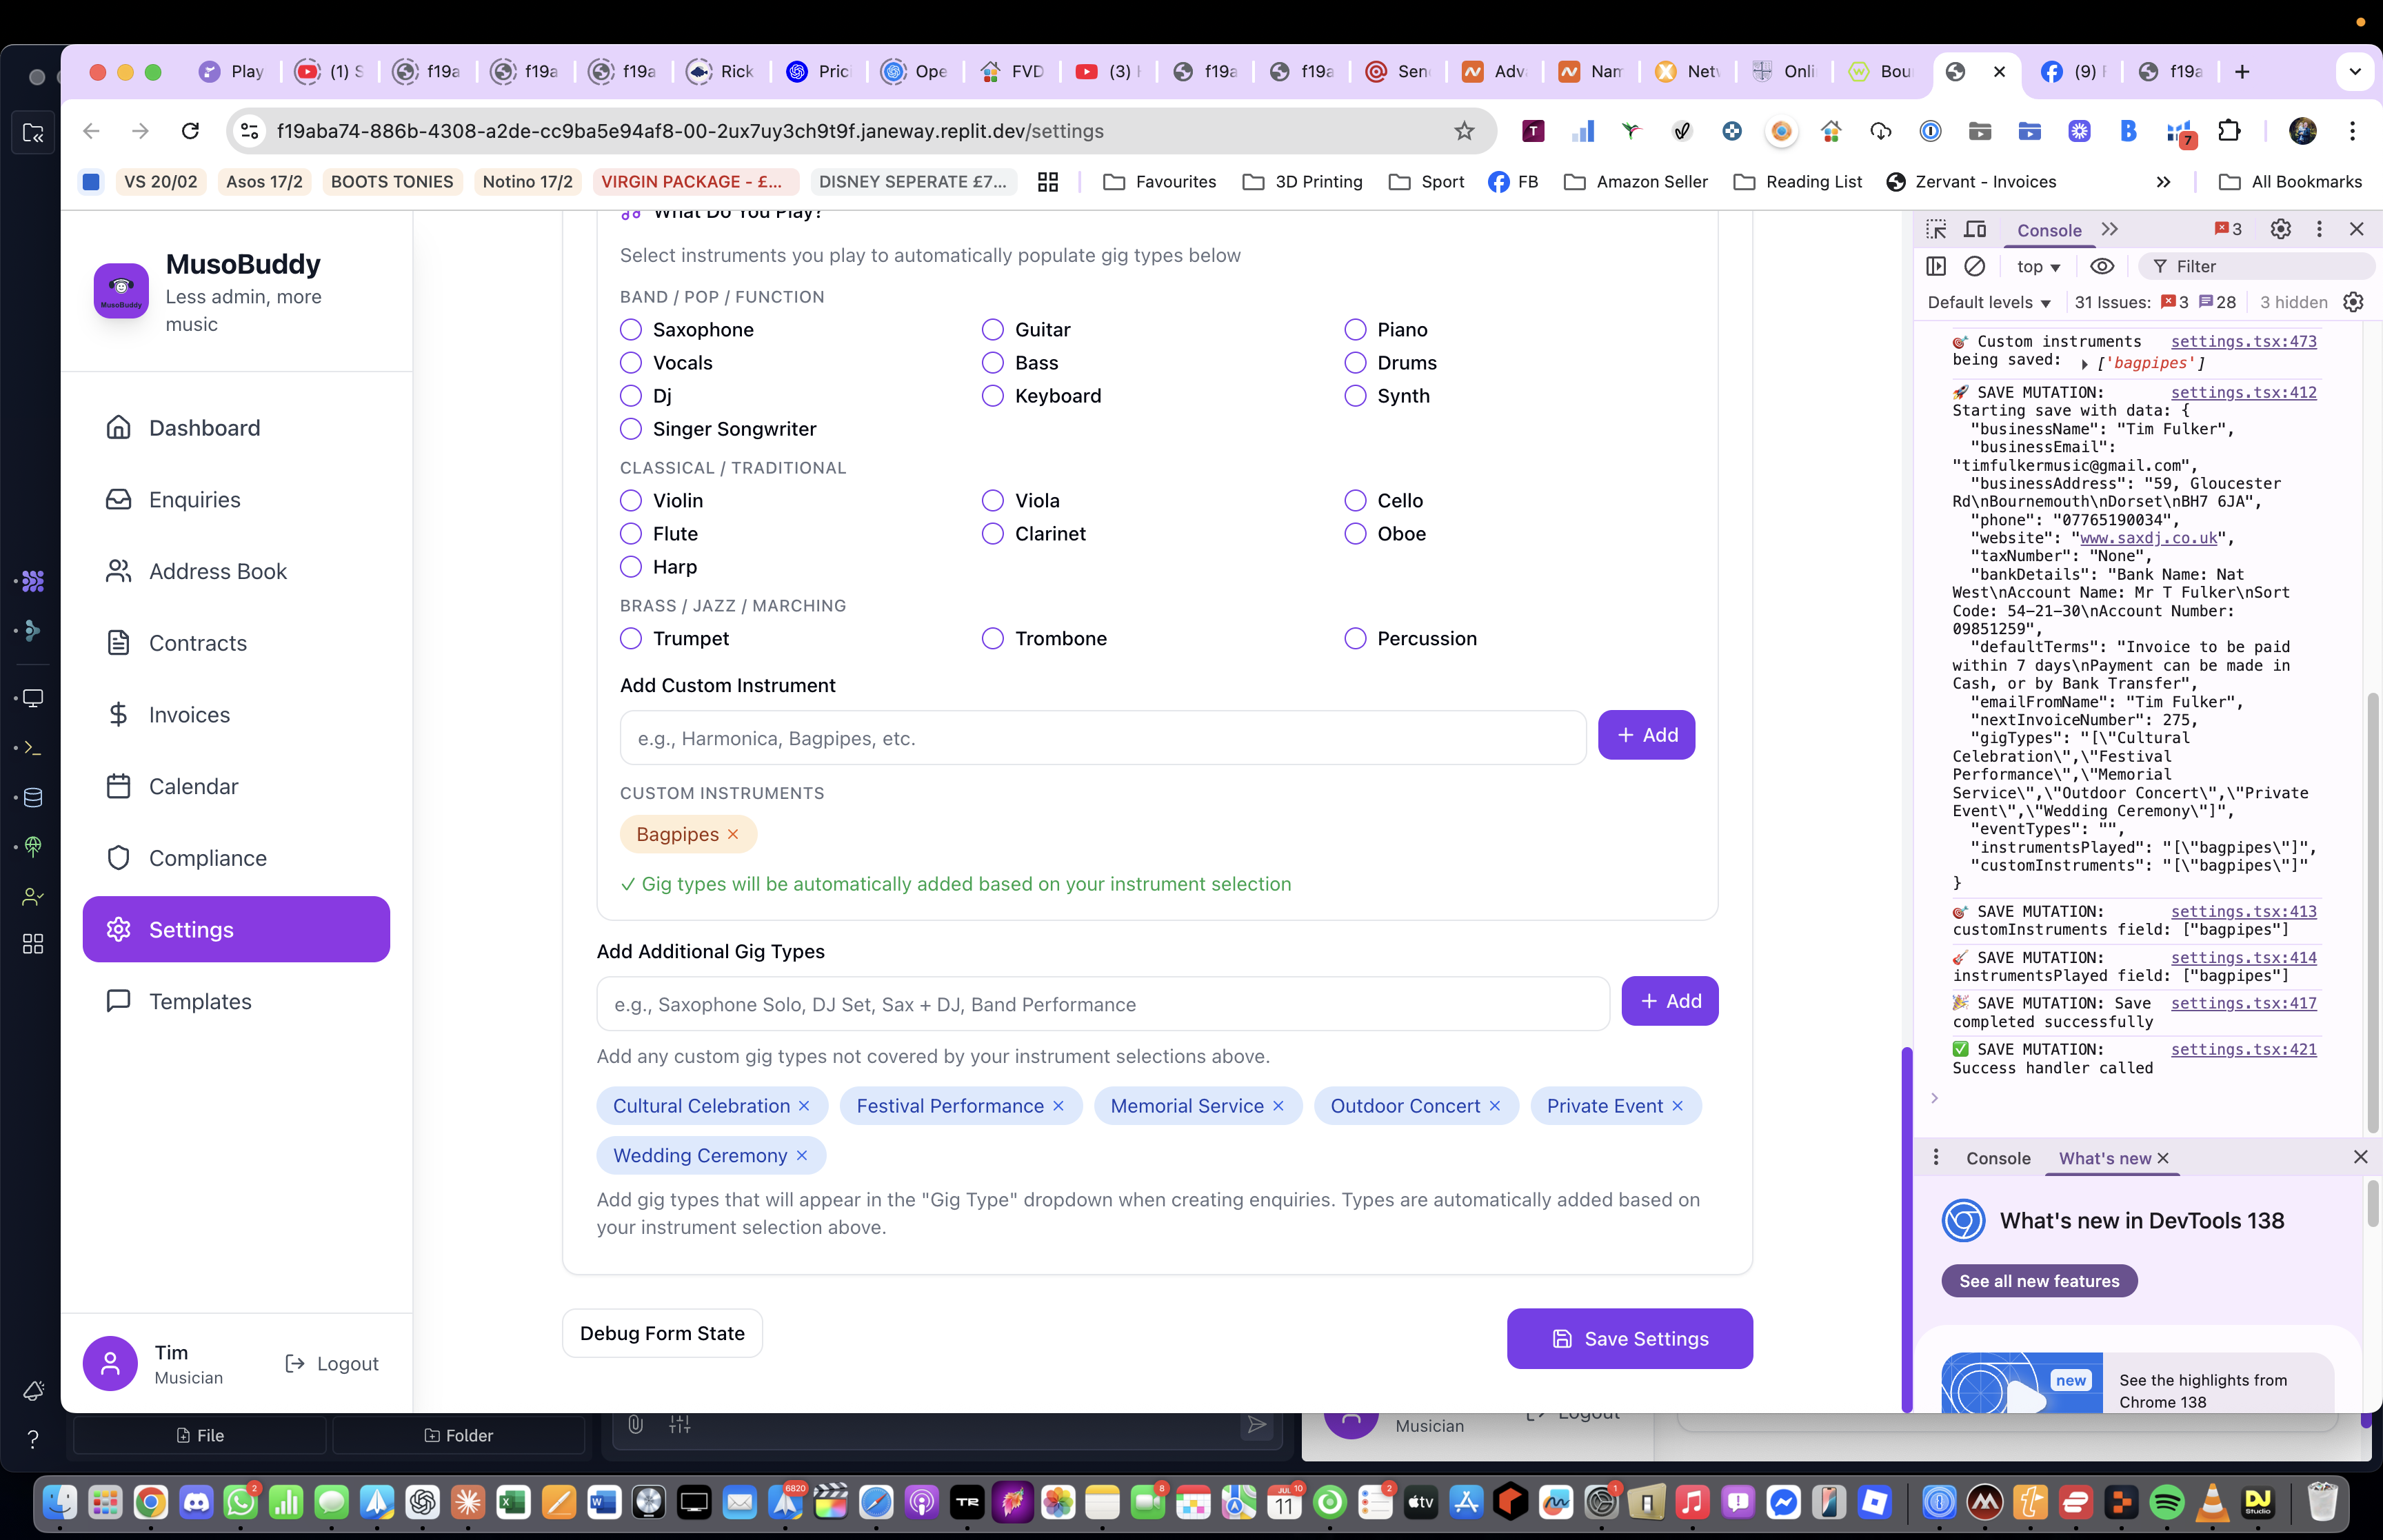 Play
(1) S
f19a
f19a
f19a
Rick
Pric
Ope
FVD
(3)
f19a
f19a
Sen
Adv
Nam
Netw
Onli
Bou
(9)
f19a
f19aba74-886b-4308-a2de-cc9ba5e94af8-00-2ux7uy3ch9t9f.janeway.replit.dev/settings
7
VS 20/02
Asos 17/2
BOOTS TONIES
Notino 17/2
VIRGIN PACKAGE - £...
DISNEY SEPERATE £7...
Favourites
3D Printing
Sport
FB
Amazon Seller
Reading List
Zervant - Invoices
All Bookmarks
MusoBuddy
MusoBuddy
Less admin, more
music
Dashboard
Enquiries
Address Book
Contracts
Invoices
Calendar
Compliance
Settings
Templates
Tim
Musician
Logout
What Do You Play?
Select instruments you play to automatically populate gig types below
BAND / POP / FUNCTION
Saxophone
Guitar
Piano
Vocals
Bass
Drums
Dj
Keyboard
Synth
Singer Songwriter
CLASSICAL / TRADITIONAL
Violin
Viola
Cello
Flute
Clarinet
Oboe
Harp
BRASS / JAZZ / MARCHING
Trumpet
Trombone
Percussion
Add Custom Instrument
e.g., Harmonica, Bagpipes, etc.
+ Add
CUSTOM INSTRUMENTS
Bagpipes ×
✓ Gig types will be automatically added based on your instrument selection
Add Additional Gig Types
e.g., Saxophone Solo, DJ Set, Sax + DJ, Band Performance
+ Add
Add any custom gig types not covered by your instrument selections above.
Cultural Celebration ×
Festival Performance ×
Memorial Service ×
Outdoor Concert ×
Private Event ×
Wedding Ceremony ×
Add gig types that will appear in the "Gig Type" dropdown when creating enquiries. Types are automatically added based on
your instrument selection above.
Debug Form State
Save Settings
Console
3
top
Filter
Default levels
31 Issues: 3 28
3 hidden
🎯 Custom instruments settings.tsx:473
being saved: ▶ ['bagpipes']
🚀 SAVE MUTATION: settings.tsx:412
Starting save with data: {
"businessName": "Tim Fulker",
"businessEmail":
"timfulkermusic@gmail.com",
"businessAddress": "59, Gloucester
Rd\nBournemouth\nDorset\nBH7 6JA",
"phone": "07765190034",
"website": "www.saxdj.co.uk",
"taxNumber": "None",
"bankDetails": "Bank Name: Nat
West\nAccount Name: Mr T Fulker\nSort
Code: 54-21-30\nAccount Number:
09851259",
"defaultTerms": "Invoice to be paid
within 7 days\nPayment can be made in
Cash, or by Bank Transfer",
"emailFromName": "Tim Fulker",
"nextInvoiceNumber": 275,
"gigTypes": "[\"Cultural
Celebration\",\"Festival
Performance\",\"Memorial
Service\",\"Outdoor Concert\",\"Private
Event\",\"Wedding Ceremony\"]",
"eventTypes": "",
"instrumentsPlayed": "[\"bagpipes\"]",
"customInstruments": "[\"bagpipes\"]"
}
🎯 SAVE MUTATION: settings.tsx:413
customInstruments field: ["bagpipes"]
🎸 SAVE MUTATION: settings.tsx:414
instrumentsPlayed field: ["bagpipes"]
🎉 SAVE MUTATION: Save settings.tsx:417
completed successfully
✅ SAVE MUTATION: settings.tsx:421
Success handler called
Console
What's new
What's new in DevTools 138
See all new features
new
See the highlights from
Chrome 138
File
Folder
Musician
Logout
2
6820
TR
8
JUL 10
11
2
tv
1
DJ
Studio